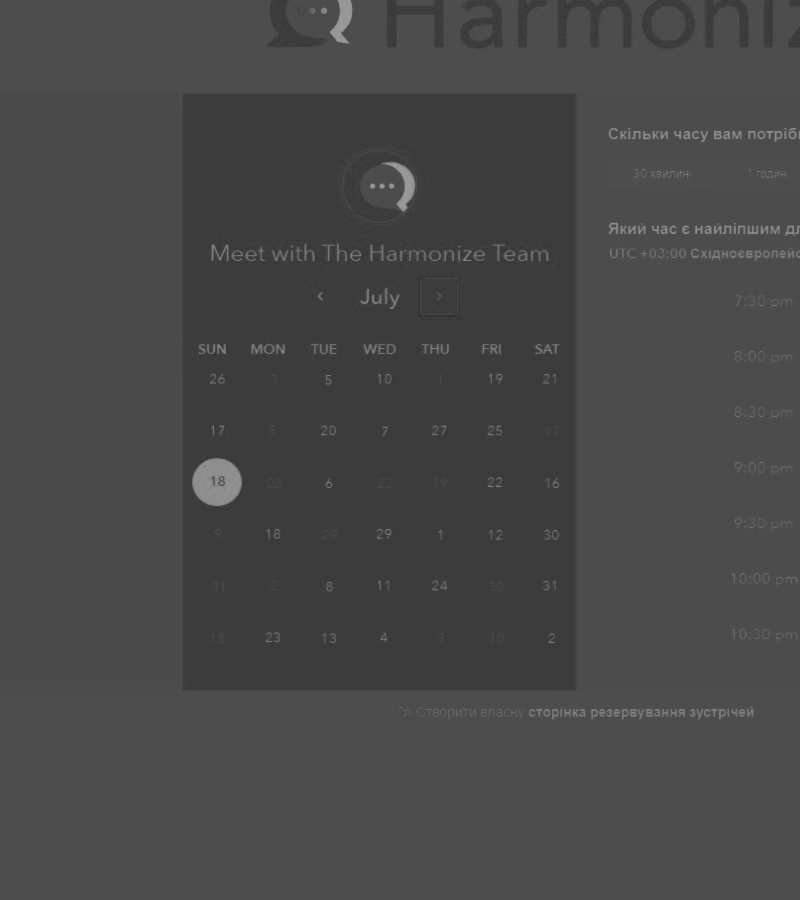 Harmoniz
Meet with The Harmonize Team
‹ July ›
SUN MON TUE WED THU FRI SAT
26 3 5 10 1 19 21
17 5 20 7 27 25 17
18 22 6 22 19 22 16
9 18 29 29 1 12 30
31 2 8 11 24 30 31
18 23 13 4 3 10 2
Скільки часу вам потріб
30 хвилин 1 годин
Який час є найліпшим дл
UTC +03:00 Східноєвропейс
7:30 pm
8:00 pm
8:30 pm
9:00 pm
9:30 pm
10:00 pm
10:30 pm
Створити власну сторінка резервування зустрічей